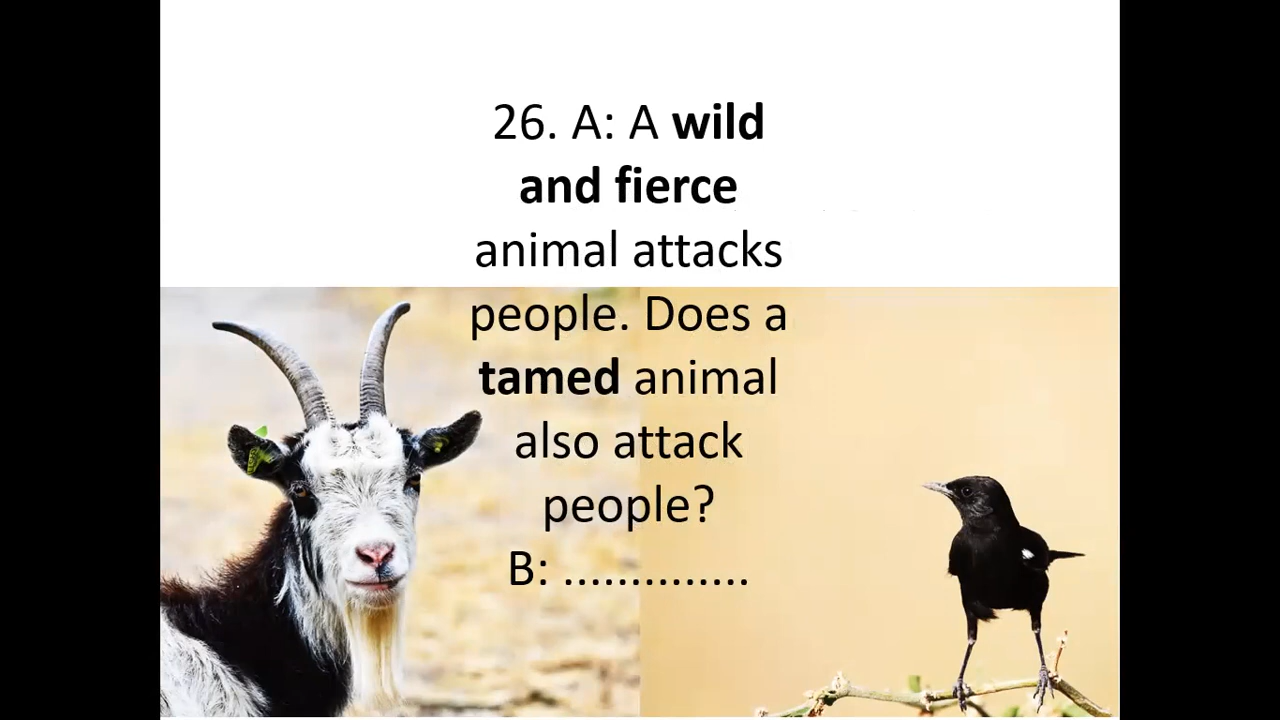 26. A: A wild
and fierce
animal attacks
people. Does a
tamed animal
also attack
people?
B: ..............